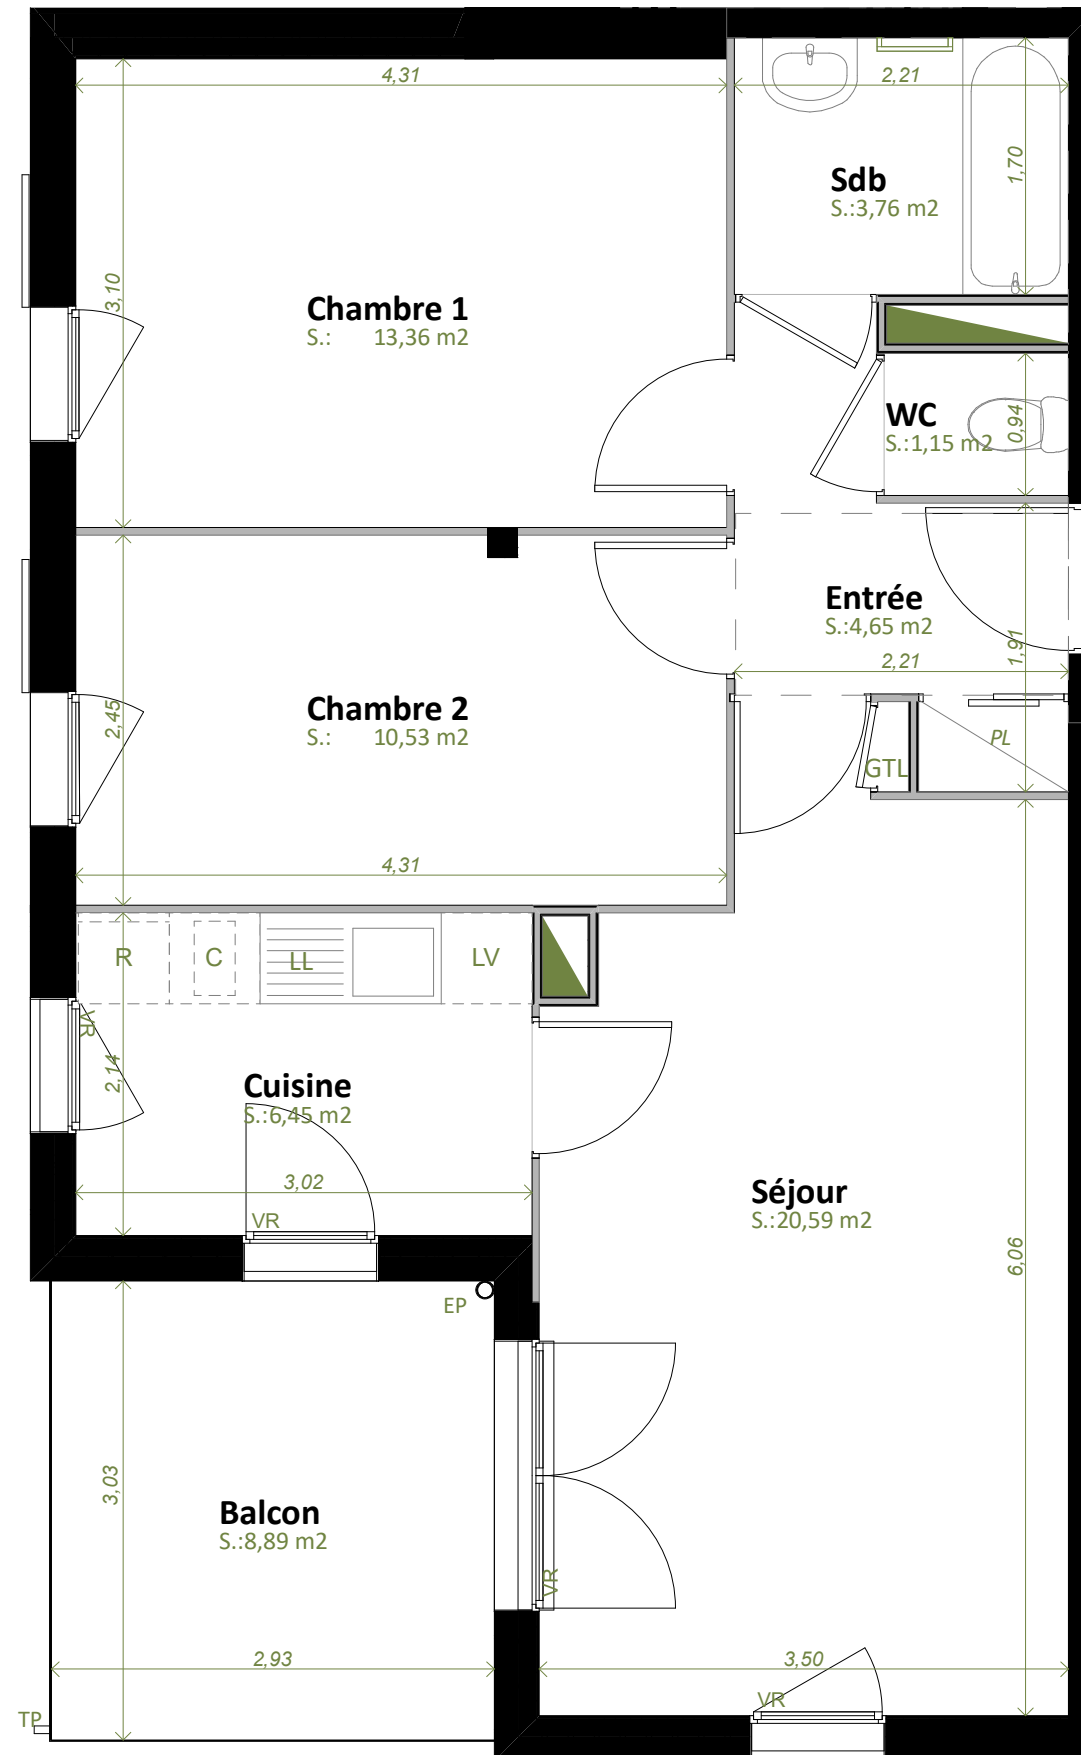 4,31
2,21
1,70
Sdb
S.:3,76 m2
3,10
Chambre 1
S.: 13,36 m2
WC
S.:1,15 m2
0,94
Entrée
S.:4,65 m2
1,91
2,21
2,45
Chambre 2
S.: 10,53 m2
PL
GTL
4,31
R
C
LL
LV
VR
2,14
Cuisine
S.:6,45 m2
3,02
VR
Séjour
S.:20,59 m2
6,06
EP
3,03
Balcon
S.:8,89 m2
VR
2,93
3,50
VR
TP